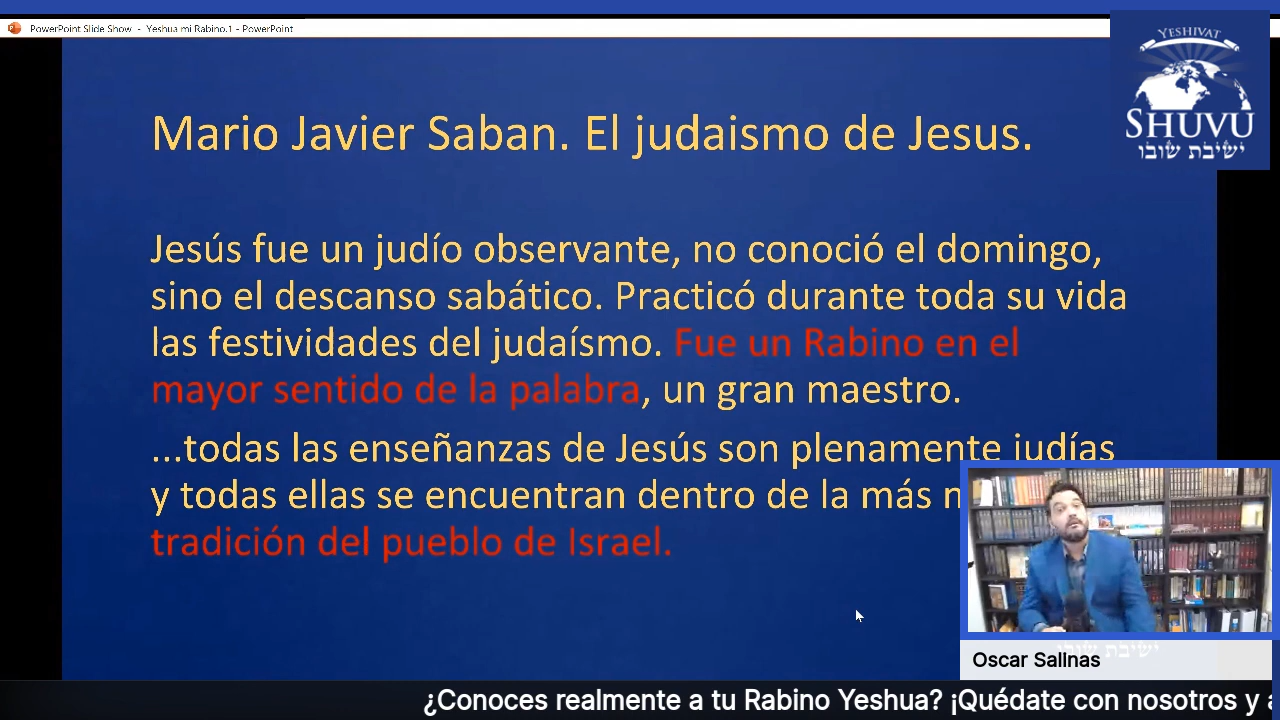 PowerPoint Slide Show - Yeshua mi Rabino.1 - PowerPoint
YESHIVAT
SHUVU
ישיבת שובו
Mario Javier Saban. El judaismo de Jesus.
Jesús fue un judío observante, no conoció el domingo,
sino el descanso sabático. Practicó durante toda su vida
las festividades del judaísmo. Fue un Rabino en el
mayor sentido de la palabra, un gran maestro.
...todas las enseñanzas de Jesús son plenamente judías
y todas ellas se encuentran dentro de la más
tradición del pueblo de Israel.
ישיבת שובו
Oscar Salinas
¿Conoces realmente a tu Rabino Yeshua? ¡Quédate con nosotros y